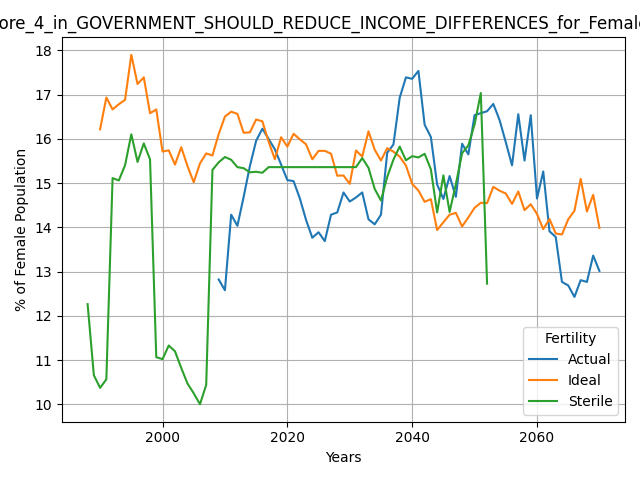 ore_4_in_GOVERNMENT_SHOULD_REDUCE_INCOME_DIFFERENCES_for_Female
18
17
16
15
14
13
12
11
10
% of Female Population
2000
2020
2040
2060
Years
Fertility
Actual
Ideal
Sterile